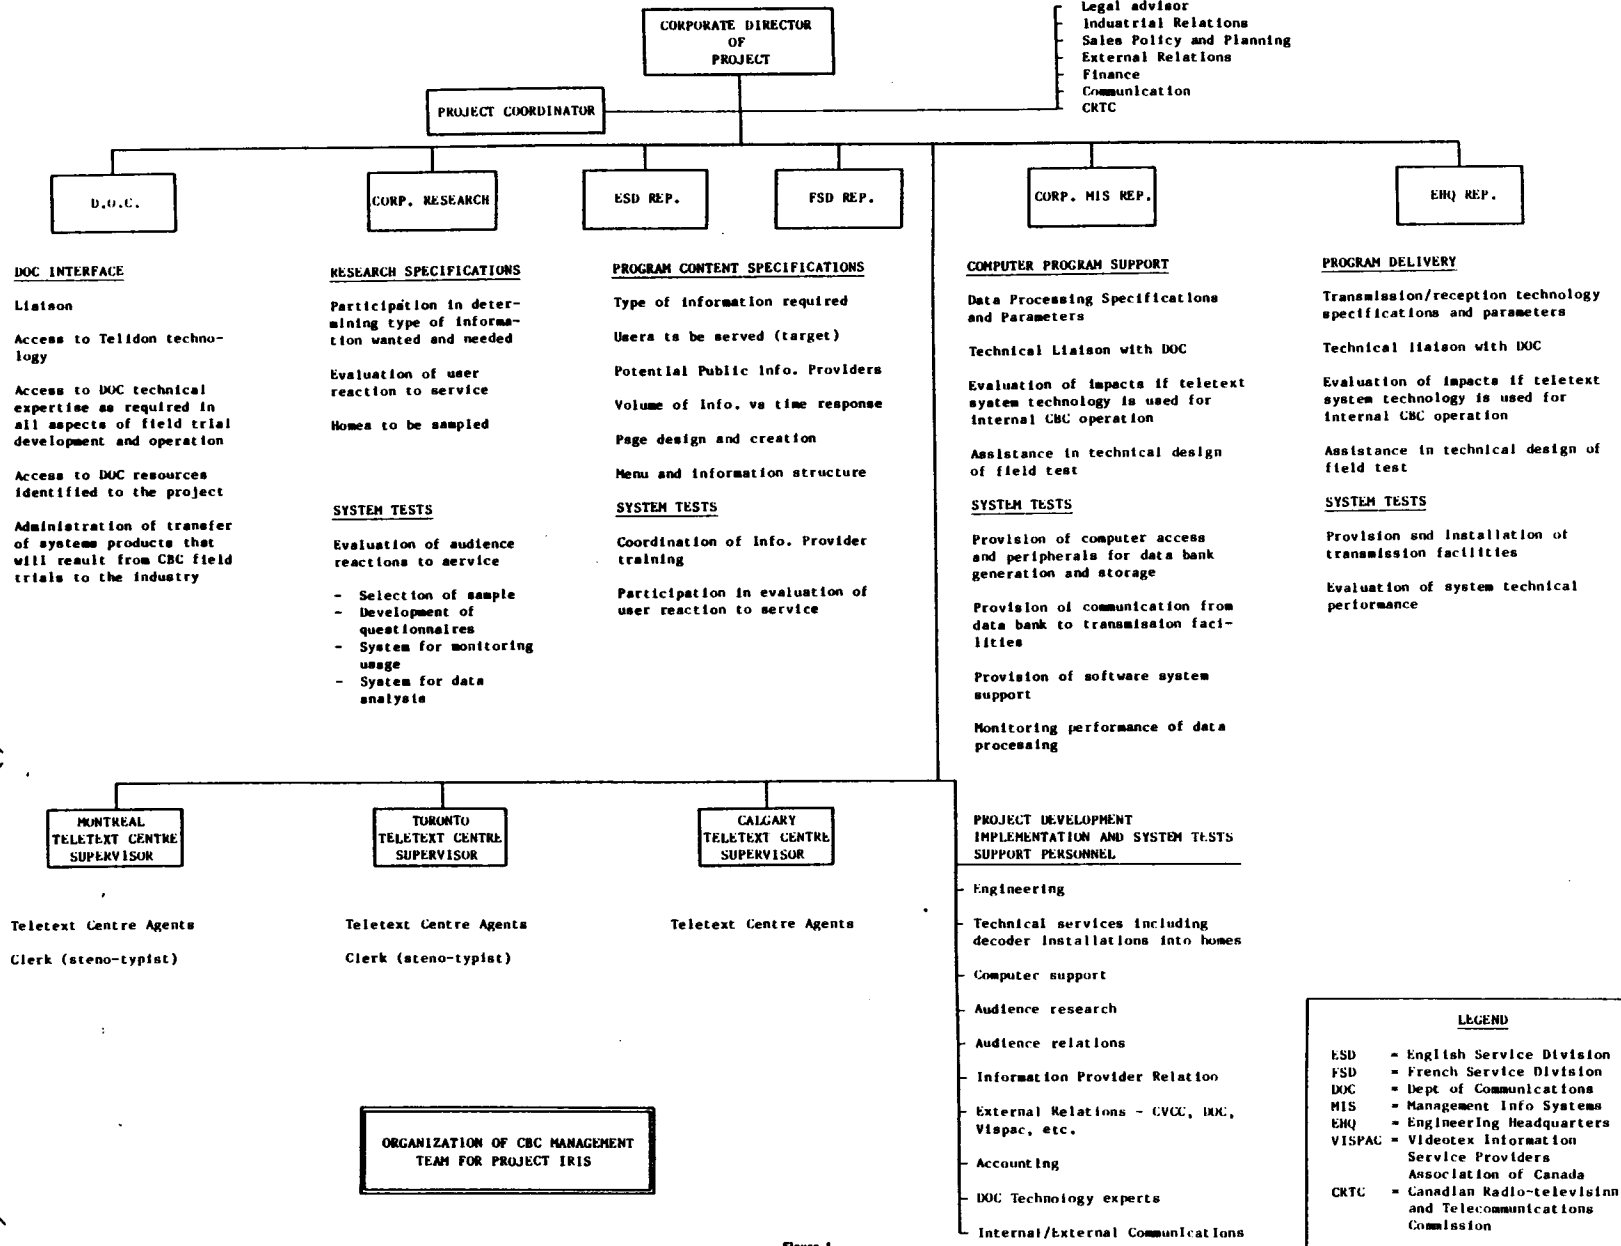 CORPORATE DIRECTOR
OF
PROJECT
- Legal advisor
- Industrial Relations
- Sales Policy and Planning
- External Relations
- Finance
- Communication
- CRTC
PROJECT COORDINATOR
D.O.C.
CORP. RESEARCH
ESD REP.
FSD REP.
CORP. MIS REP.
EHQ REP.
DOC INTERFACE
Liaison
Access to Telidon techno-
logy
Access to DOC technical
expertise as required in
all aspects of field trial
development and operation
Access to DOC resources
identified to the project
Administration of transfer
of systems products that
will result from CBC field
trials to the industry
RESEARCH SPECIFICATIONS
Participation in deter-
mining type of informa-
tion wanted and needed
Evaluation of user
reaction to service
Homes to be sampled
SYSTEM TESTS
Evaluation of audience
reactions to service
- Selection of sample
- Development of
questionnaires
- System for monitoring
usage
- System for data
analysis
PROGRAM CONTENT SPECIFICATIONS
Type of information required
Users to be served (target)
Potential Public Info. Providers
Volume of Info. vs time response
Page design and creation
Menu and information structure
SYSTEM TESTS
Coordination of Info. Provider
training
Participation in evaluation of
user reaction to service
COMPUTER PROGRAM SUPPORT
Data Processing Specifications
and Parameters
Technical Liaison with DOC
Evaluation of impacts if teletext
system technology is used for
internal CBC operation
Assistance in technical design
of field test
SYSTEM TESTS
Provision of computer access
and peripherals for data bank
generation and storage
Provision of communication from
data bank to transmission faci-
lities
Provision of software system
support
Monitoring performance of data
processing
PROGRAM DELIVERY
Transmission/reception technology
specifications and parameters
Technical liaison with DOC
Evaluation of impacts if teletext
system technology is used for
internal CBC operation
Assistance in technical design of
field test
SYSTEM TESTS
Provision and Installation of
transmission facilities
Evaluation of system technical
performance
MONTREAL
TELETEXT CENTRE
SUPERVISOR
Teletext Centre Agents
Clerk (steno-typist)
TORONTO
TELETEXT CENTRE
SUPERVISOR
Teletext Centre Agents
Clerk (steno-typist)
CALGARY
TELETEXT CENTRE
SUPERVISOR
Teletext Centre Agents
PROJECT DEVELOPMENT
IMPLEMENTATION AND SYSTEM TESTS
SUPPORT PERSONNEL
- Engineering
- Technical services including
decoder installations into homes
- Computer support
- Audience research
- Audience relations
- Information Provider Relation
- External Relations - CVCC, DOC,
Vispac, etc.
- Accounting
- DOC Technology experts
- Internal/External Communications
ORGANIZATION OF CBC MANAGEMENT
TEAM FOR PROJECT IRIS
LEGEND
ESD = English Service Division
FSD = French Service Division
DOC = Dept of Communications
MIS = Management Info Systems
EHQ = Engineering Headquarters
VISPAC = Videotex Information
Service Providers
Association of Canada
CRTC = Canadian Radio-television
and Telecommunications
Commission